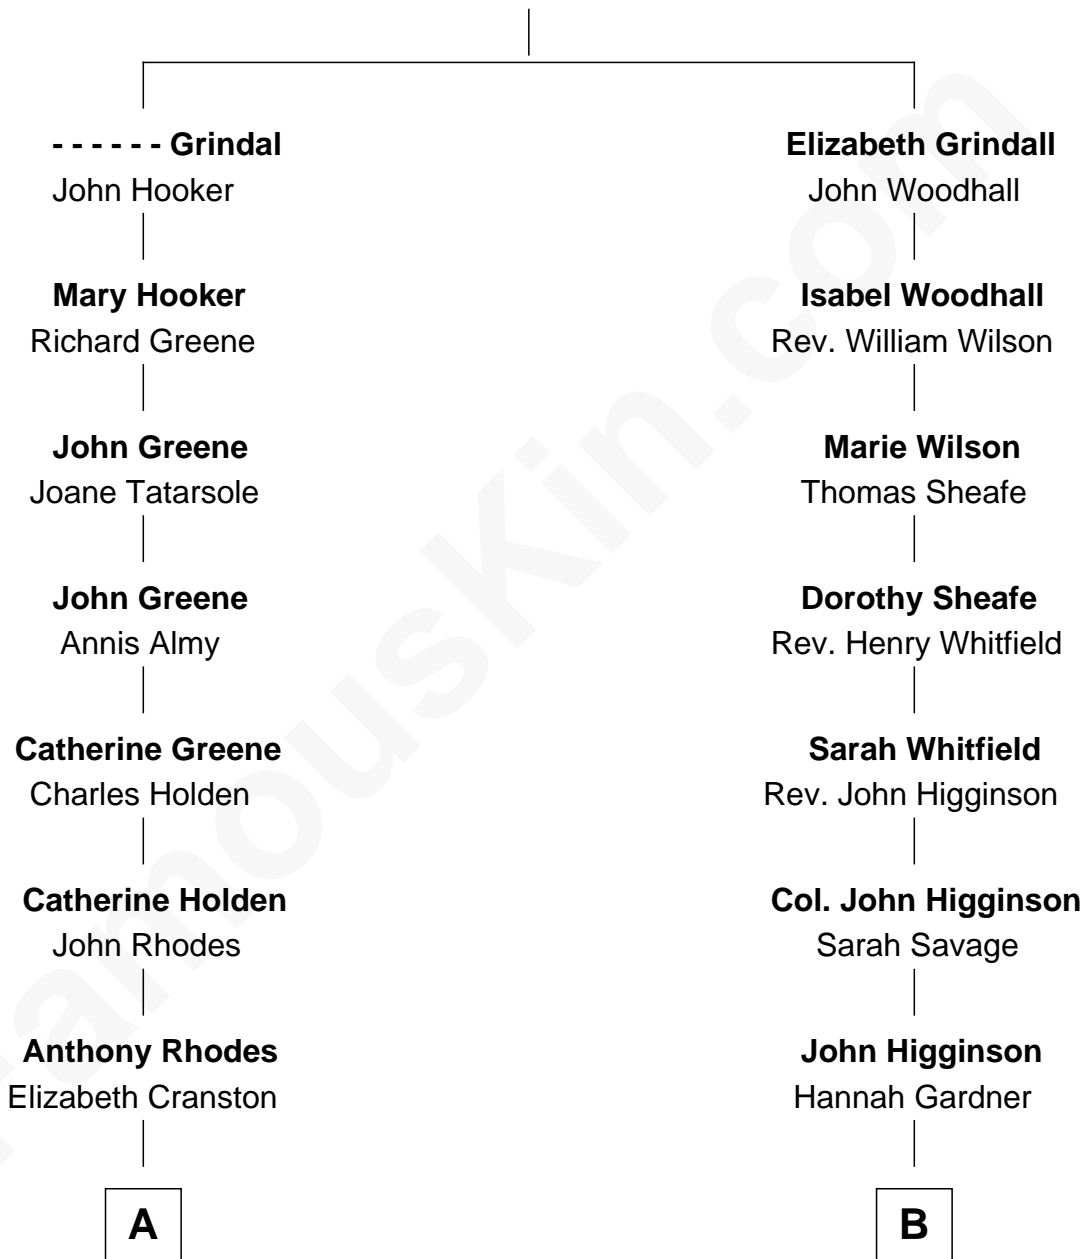 - - - - - - Grindal
John Hooker
Mary Hooker
Richard Greene
John Greene
Joane Tatarsole
John Greene
Annis Almy
Catherine Greene
Charles Holden
Catherine Holden
John Rhodes
Anthony Rhodes
Elizabeth Cranston
A
Elizabeth Grindall
John Woodhall
Isabel Woodhall
Rev. William Wilson
Marie Wilson
Thomas Sheafe
Dorothy Sheafe
Rev. Henry Whitfield
Sarah Whitfield
Rev. John Higginson
Col. John Higginson
Sarah Savage
John Higginson
Hannah Gardner
B
FamousKin.com